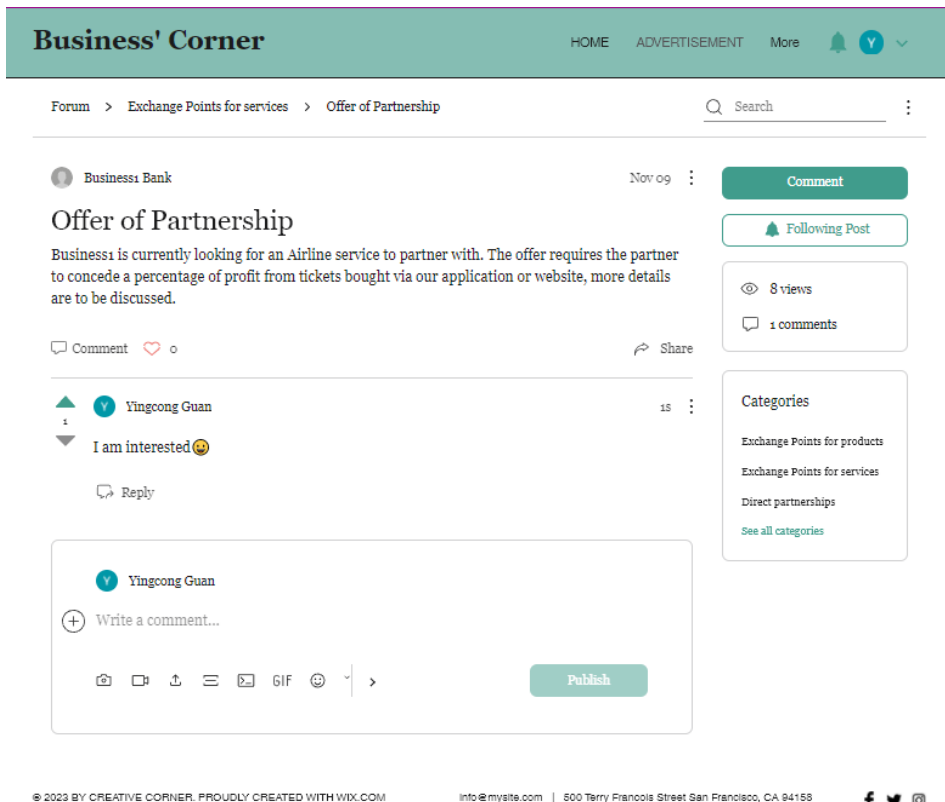 Business' Corner
HOME ADVERTISEMENT More Y
Forum > Exchange Points for services > Offer of Partnership
Search
Business1 Bank
Nov 09
Offer of Partnership
Business1 is currently looking for an Airline service to partner with. The offer requires the partner
to concede a percentage of profit from tickets bought via our application or website, more details
are to be discussed.
Comment 0
Share
Y Yingcong Guan
1s
1
I am interested😀
Reply
Y Yingcong Guan
Write a comment...
GIF
Publish
Comment
Following Post
8 views
1 comments
Categories
Exchange Points for products
Exchange Points for services
Direct partnerships
See all categories
© 2023 BY CREATIVE CORNER. PROUDLY CREATED WITH WIX.COM
info@mysite.com | 500 Terry Francois Street San Francisco, CA 94158